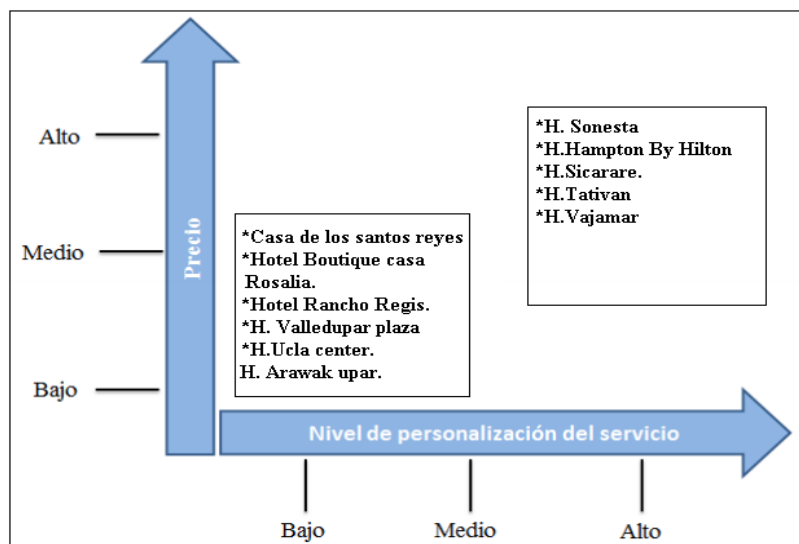 Alto
Medio
Bajo
Precio
*H. Sonesta
*H.Hampton By Hilton
*H.Sicarare.
*H.Tativan
*H.Vajamar
*Casa de los santos reyes
*Hotel Boutique casa
Rosalia.
*Hotel Rancho Regis.
*H. Valledupar plaza
*H.Ucla center.
H. Arawak upar.
Nivel de personalización del servicio
Bajo
Medio
Alto